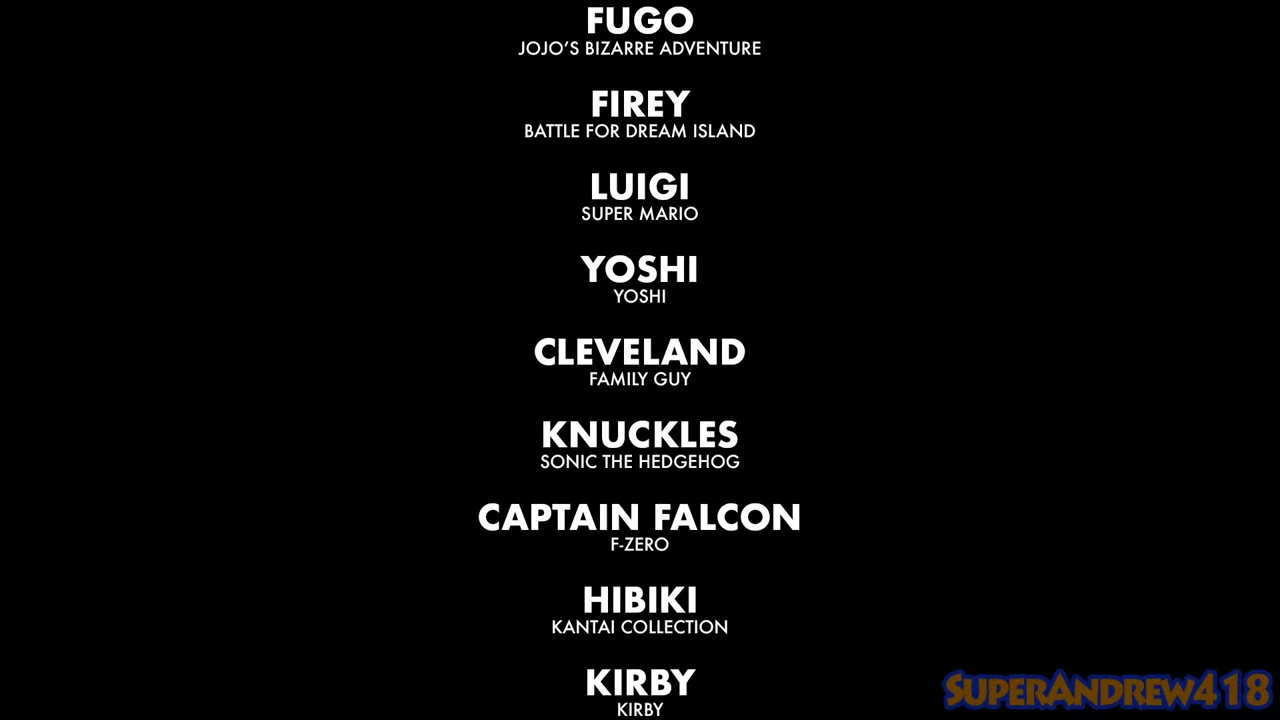 FUGO
JOJO'S BIZARRE ADVENTURE
FIREY
BATTLE FOR DREAM ISLAND
LUIGI
SUPER MARIO
YOSHI
YOSHI
CLEVELAND
FAMILY GUY
KNUCKLES
SONIC THE HEDGEHOG
CAPTAIN FALCON
F-ZERO
HIBIKI
KANTAI COLLECTION
KIRBY
KIRBY
SUPERANDREW418